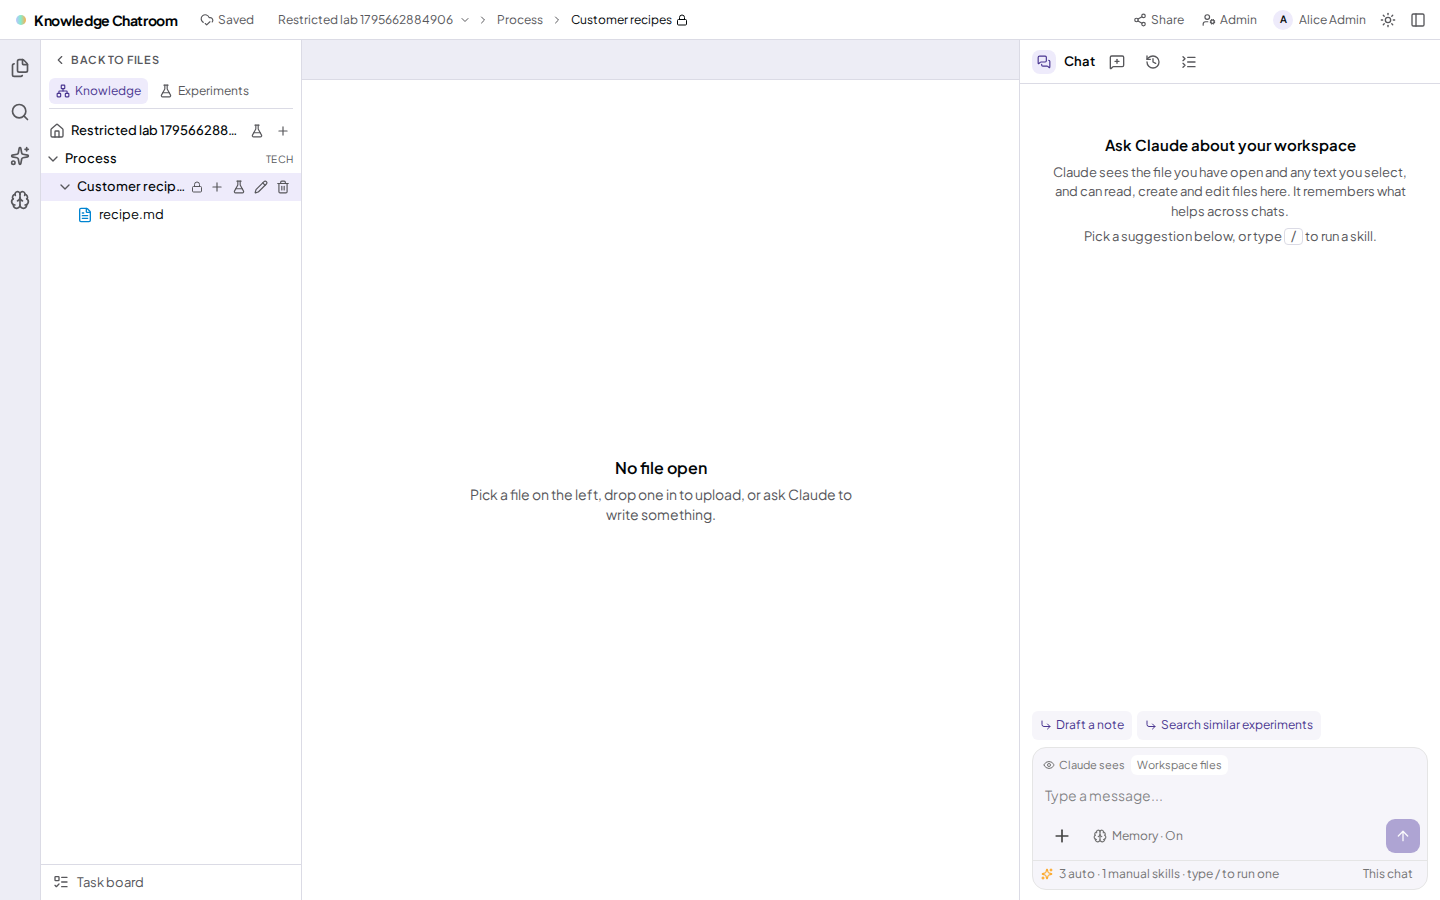 Knowledge Chatroom
Saved
Restricted lab 1795662884906
Process
Customer recipes
Share
Admin
A
Alice Admin
BACK TO FILES
Knowledge
Experiments
Restricted lab 179566288...
Process
TECH
Customer recip...
recipe.md
Task board
No file open
Pick a file on the left, drop one in to upload, or ask Claude to
write something.
Chat
Ask Claude about your workspace
Claude sees the file you have open and any text you select,
and can read, create and edit files here. It remembers what
helps across chats.
Pick a suggestion below, or type / to run a skill.
Draft a note
Search similar experiments
Claude sees
Workspace files
Type a message...
Memory · On
3 auto · 1 manual skills · type / to run one
This chat